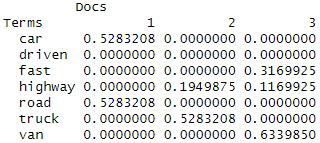 Docs
Terms 1 2 3
car 0.5283208 0.0000000 0.0000000
driven 0.0000000 0.0000000 0.0000000
fast 0.0000000 0.0000000 0.3169925
highway 0.0000000 0.1949875 0.1169925
road 0.5283208 0.0000000 0.0000000
truck 0.0000000 0.5283208 0.0000000
van 0.0000000 0.0000000 0.6339850